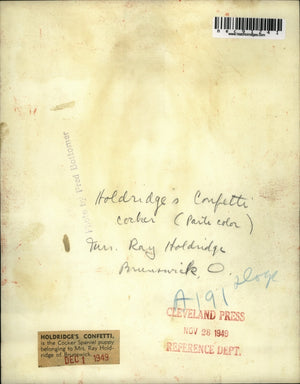 Photo by Fred Bottomer
Holdridge's Confetti
cocker (Parti color)
Mrs. Ray Holdridge
Brunswick, O
dogs
A191
CLEVELAND PRESS
NOV 28 1949
REFERENCE DEPT.
HOLDRIDGE'S CONFETTI,
is the Cocker Spaniel puppy
belonging to Mrs. Ray Hold-
ridge of Brunswick.
DEC 1 1949